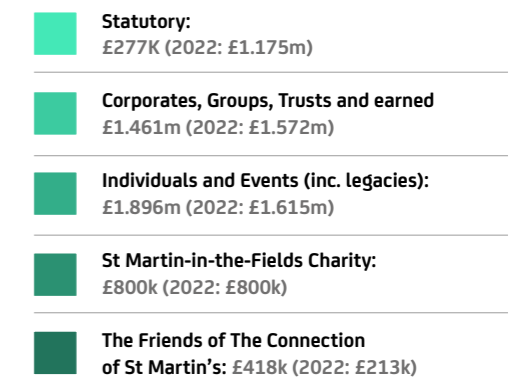 Statutory:
£277K (2022: £1.175m)
Corporates, Groups, Trusts and earned
£1.461m (2022: £1.572m)
Individuals and Events (inc. legacies):
£1.896m (2022: £1.615m)
St Martin-in-the-Fields Charity:
£800k (2022: £800k)
The Friends of The Connection
of St Martin's: £418k (2022: £213k)